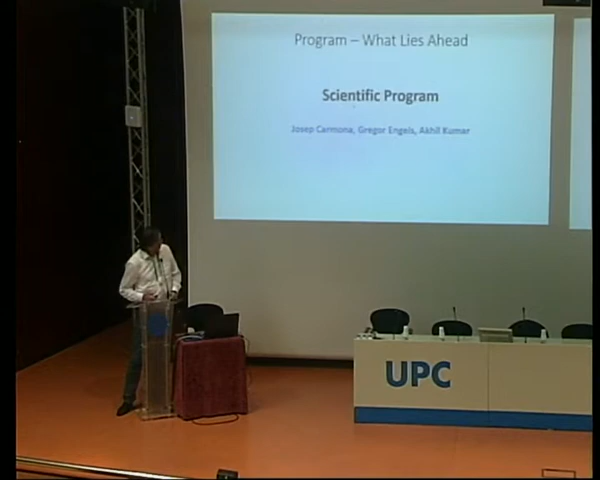 Program – What Lies Ahead
Scientific Program
Josep Carmona, Gregor Engels, Akhil Kumar
UPC